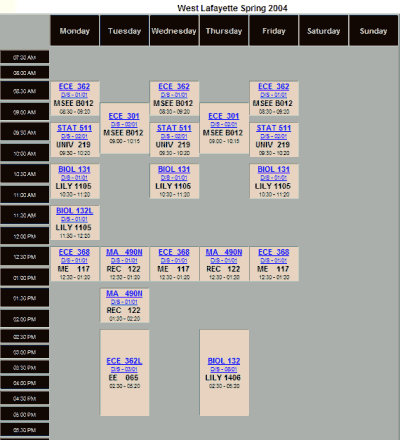 West Lafayette Spring 2004
Monday Tuesday Wednesday Thursday Friday Saturday Sunday
07:30 AM
08:00 AM
08:30 AM
09:00 AM
09:30 AM
10:00 AM
10:30 AM
11:00 AM
11:30 AM
12:00 PM
12:30 PM
01:00 PM
01:30 PM
02:00 PM
02:30 PM
03:00 PM
03:30 PM
04:00 PM
04:30 PM
05:00 PM
05:30 PM
ECE 362
DIS - 01/01
MSEE B012
08:30 - 09:20
STAT 511
DIS - 01/01
UNIV 219
09:30 - 10:20
BIOL 131
DIS - 01/01
LILY 1105
10:30 - 11:20
BIOL 132L
DIS - 01/01
LILY 1105
11:30 - 12:20
ECE 368
DIS - 01/01
ME 117
12:30 - 01:20
ECE 301
DIS - 02/01
MSEE B012
09:00 - 10:15
MA 490N
DIS - 01/01
REC 122
12:30 - 01:20
MA 490N
DIS - 01/01
REC 122
01:30 - 02:20
ECE 362L
DIS - 03/01
EE 065
02:30 - 05:20
ECE 362
DIS - 01/01
MSEE B012
08:30 - 09:20
STAT 511
DIS - 01/01
UNIV 219
09:30 - 10:20
BIOL 131
DIS - 01/01
LILY 1105
10:30 - 11:20
ECE 368
DIS - 01/01
ME 117
12:30 - 01:20
ECE 301
DIS - 02/01
MSEE B012
09:00 - 10:15
MA 490N
DIS - 01/01
REC 122
12:30 - 01:20
BIOL 132
LILY 1406
02:30 - 05:20
ECE 362
DIS - 01/01
MSEE B012
08:30 - 09:20
STAT 511
DIS - 01/01
UNIV 219
09:30 - 10:20
BIOL 131
DIS - 01/01
LILY 1105
10:30 - 11:20
ECE 368
DIS - 01/01
ME 117
12:30 - 01:20